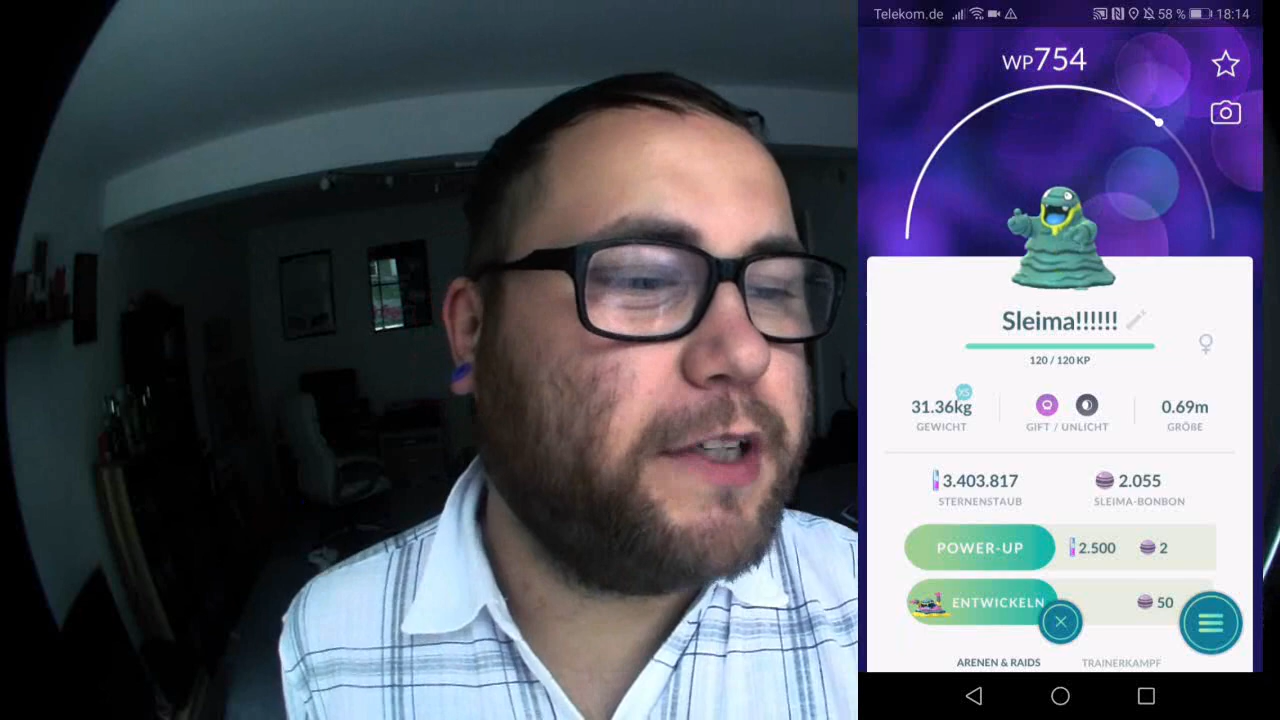 Telekom.de 58 % 18:14
WP754
Sleima!!!!!!
120 / 120 KP
XS
31.36kg 0.69m
GEWICHT GIFT / UNLICHT GRÖßE
3.403.817 2.055
STERNENSTAUB SLEIMA-BONBON
POWER-UP 2.500 2
ENTWICKELN 50
ARENEN & RAIDS TRAINERKAMPF